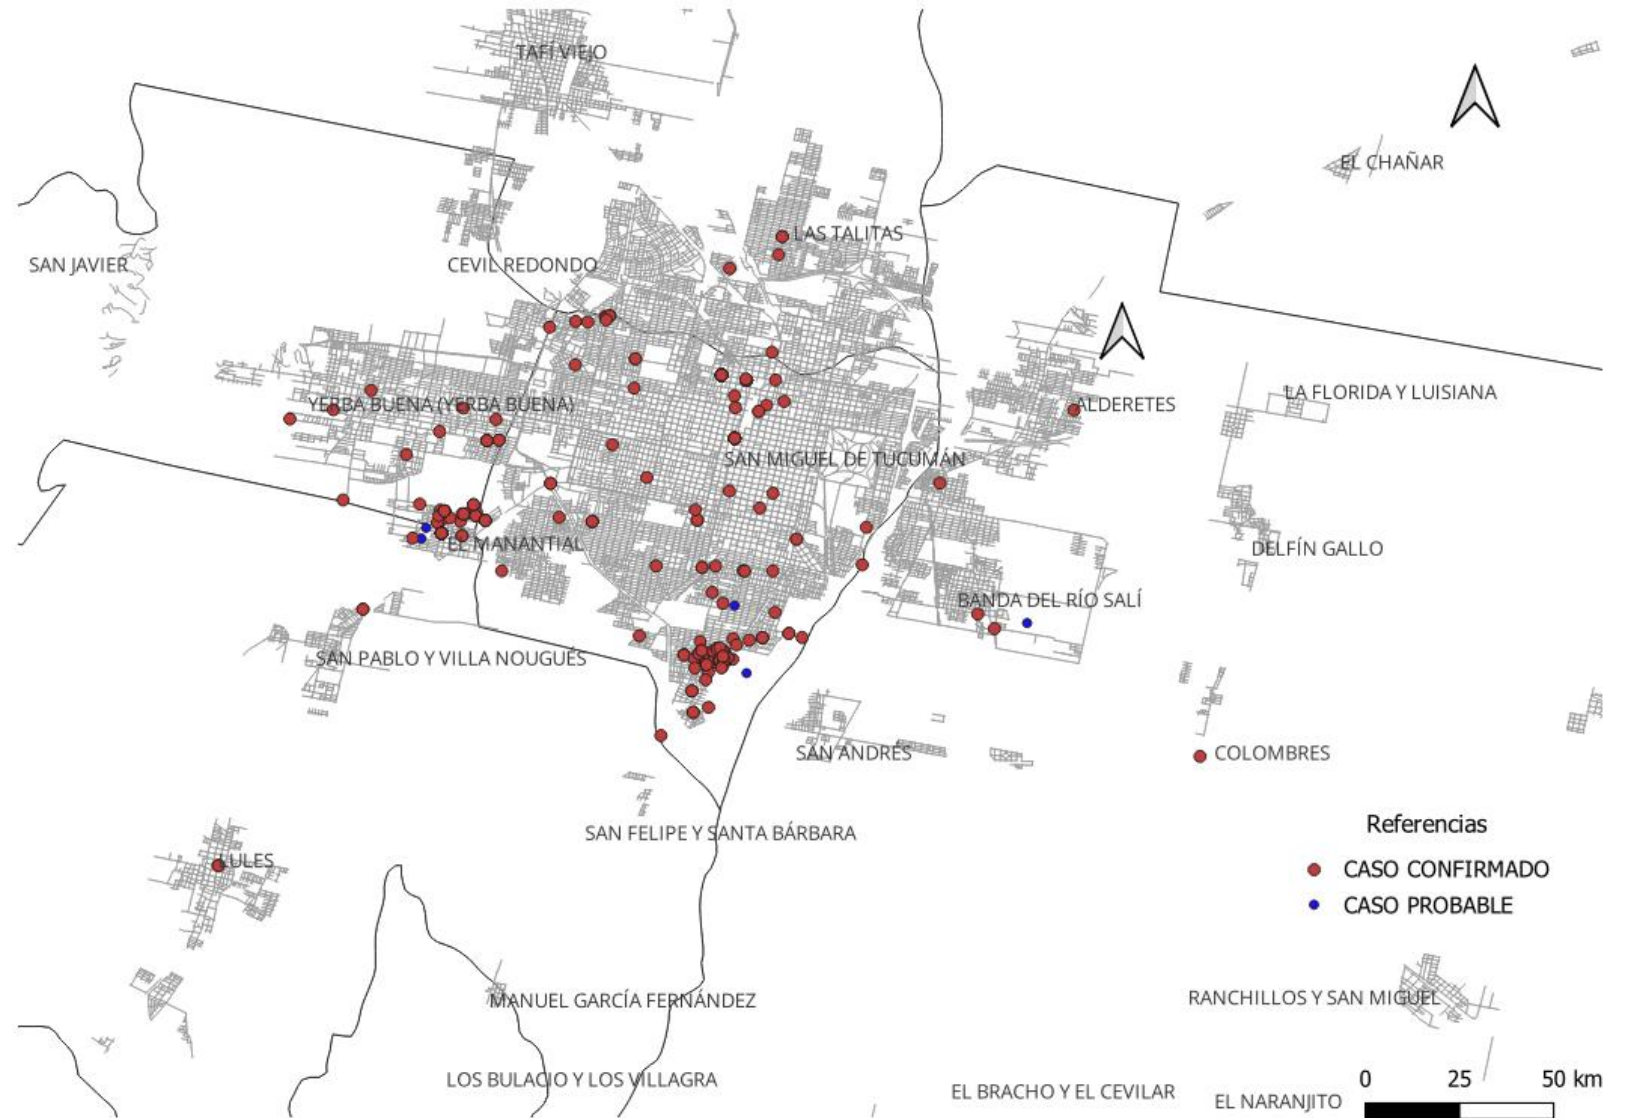 TAFÍ VIEJO
EL CHAÑAR
LAS TALITAS
SAN JAVIER
CEVIL REDONDO
LA FLORIDA Y LUISIANA
YERBA BUENA (YERBA BUENA)
ALDERETES
SAN MIGUEL DE TUCUMÁN
EL MANANTIAL
DELFÍN GALLO
BANDA DEL RÍO SALÍ
SAN PABLO Y VILLA NOUGUÉS
SAN ANDRÉS
COLOMBRES
SAN FELIPE Y SANTA BÁRBARA
Referencias
LULES
CASO CONFIRMADO
CASO PROBABLE
MANUEL GARCÍA FERNÁNDEZ
RANCHILLOS Y SAN MIGUEL
LOS BULACIO Y LOS VILLAGRA
0 25 50 km
EL BRACHO Y EL CEVILAR
EL NARANJITO